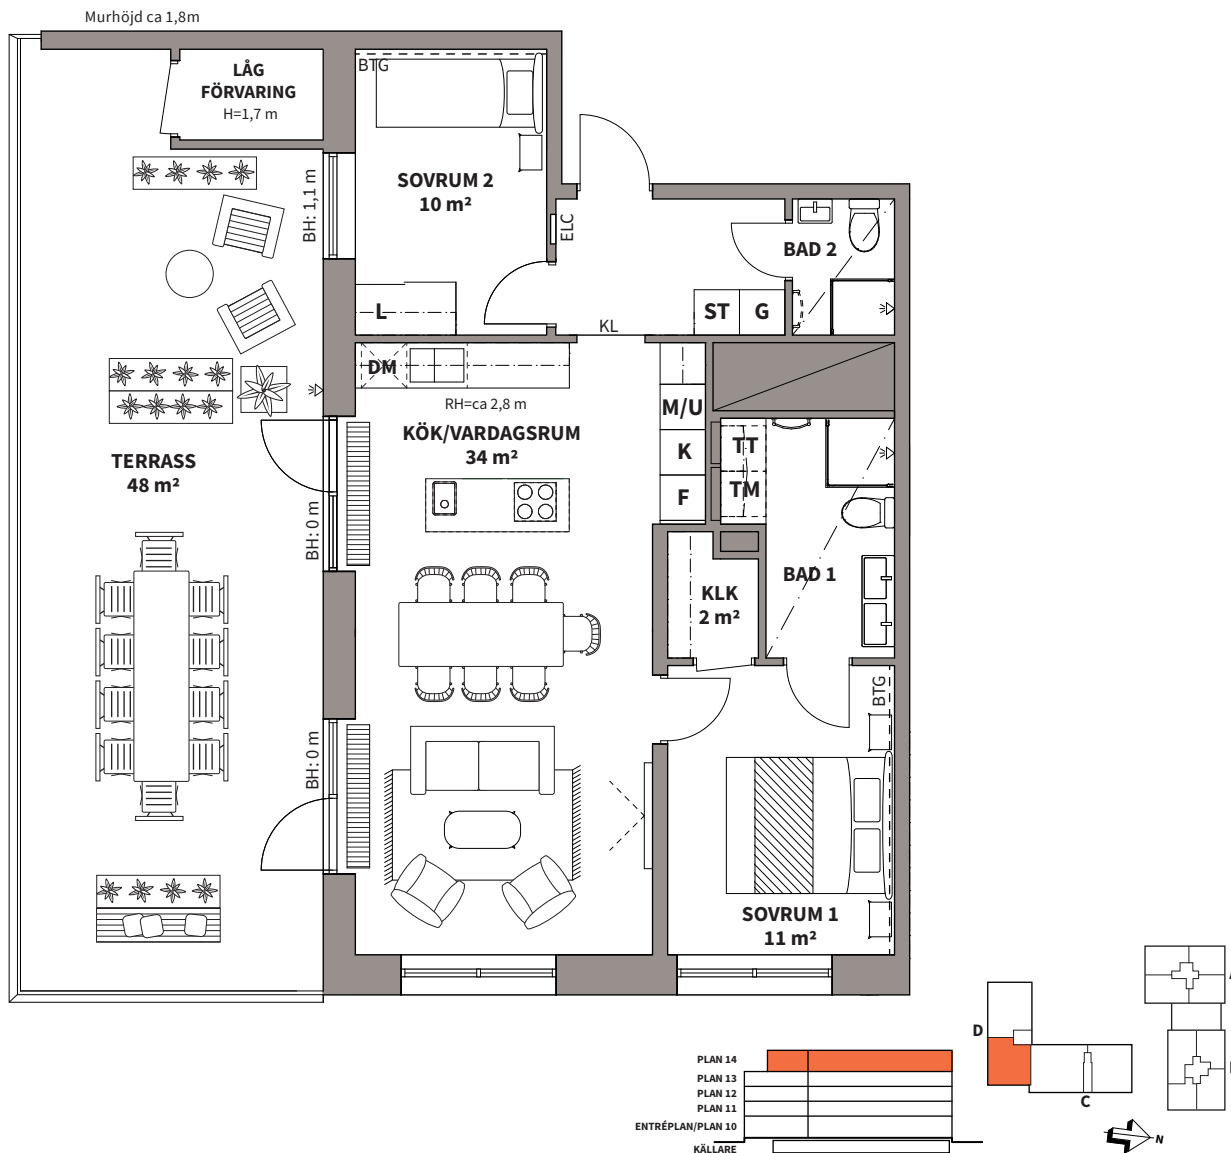 Murhöjd ca 1,8m
LÅG
FÖRVARING
H=1,7 m
BTG
SOVRUM 2
10 m²
BH: 1,1 m
ELC
BAD 2
L
KL
ST
G
DM
RH=ca 2,8 m
KÖK/VARDAGSRUM
34 m²
M/U
K
F
TT
TM
TERRASS
48 m²
BH: 0 m
KLK
2 m²
BAD 1
BTG
BH: 0 m
SOVRUM 1
11 m²
D
C
PLAN 14
PLAN 13
PLAN 12
PLAN 11
ENTRÉPLAN/PLAN 10
KÄLLARE
N